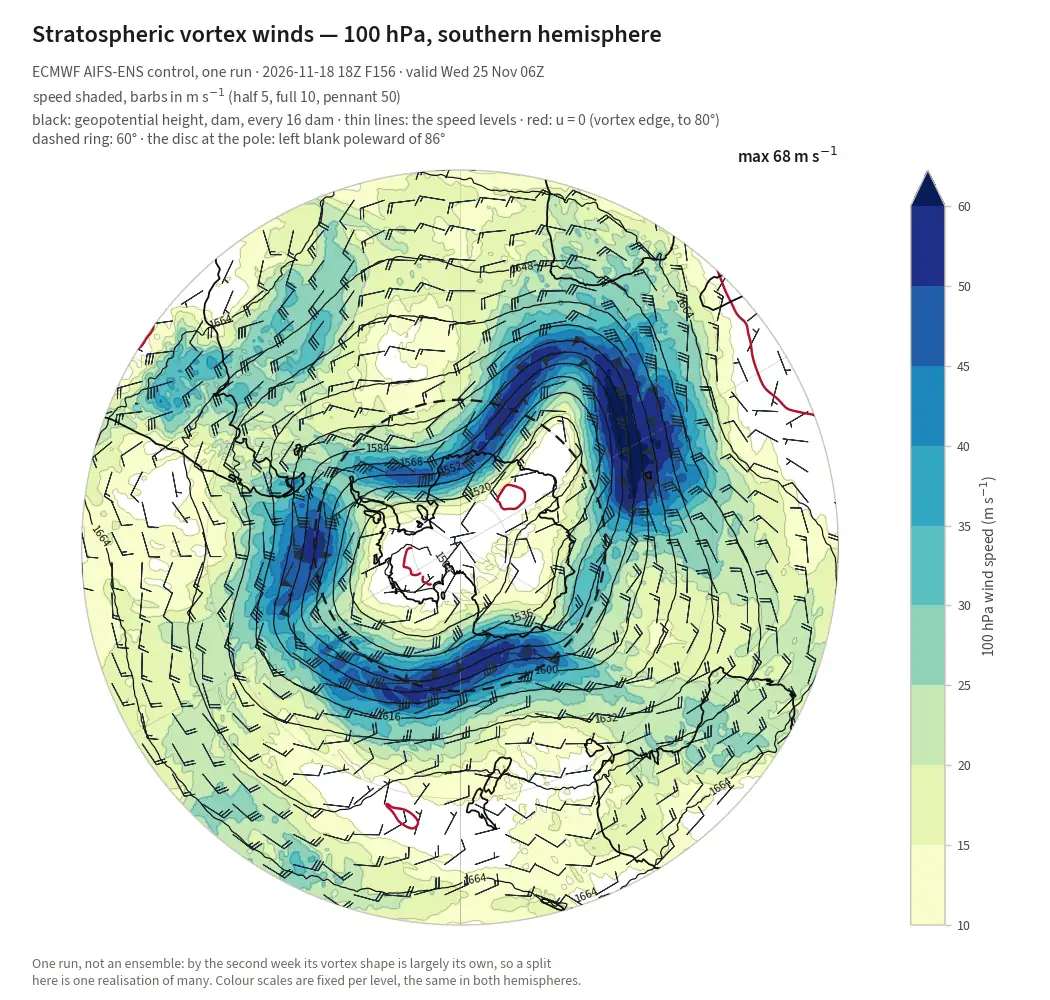 Stratospheric vortex winds — 100 hPa, southern hemisphere
ECMWF AIFS-ENS control, one run · 2026-11-18 18Z F156 · valid Wed 25 Nov 06Z
speed shaded, barbs in m s⁻¹ (half 5, full 10, pennant 50)
black: geopotential height, dam, every 16 dam · thin lines: the speed levels · red: u = 0 (vortex edge, to 80°)
dashed ring: 60° · the disc at the pole: left blank poleward of 86°
max 68 m s⁻¹
60
50
45
40
35
30
25
20
15
10
100 hPa wind speed (m s⁻¹)
1648
1664
1664
1584
1568
1552
1520
1664
1536
1600
1616
1632
1664
1664
1664
One run, not an ensemble: by the second week its vortex shape is largely its own, so a split
here is one realisation of many. Colour scales are fixed per level, the same in both hemispheres.